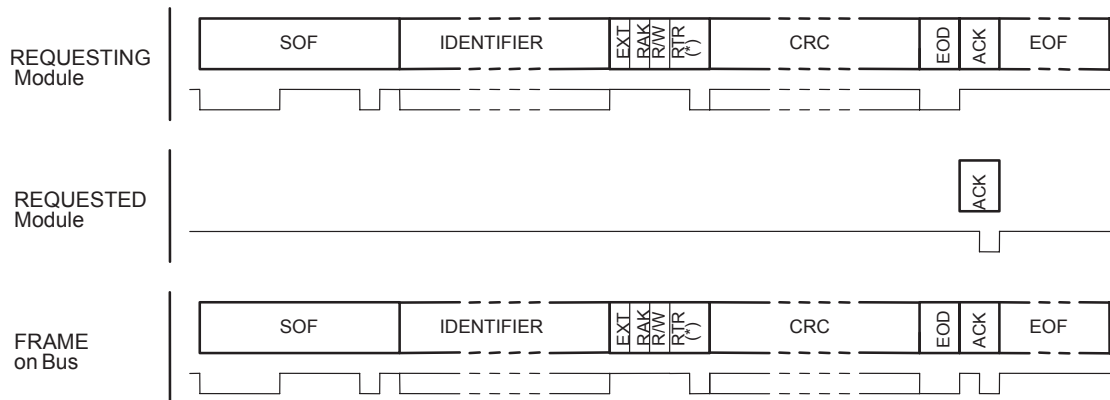 REQUESTING
Module
SOF
IDENTIFIER
EXT
RAK
R/W
RTR
(*)
CRC
EOD
ACK
EOF
REQUESTED
Module
ACK
FRAME
on Bus
SOF
IDENTIFIER
EXT
RAK
R/W
RTR
(*)
CRC
EOD
ACK
EOF